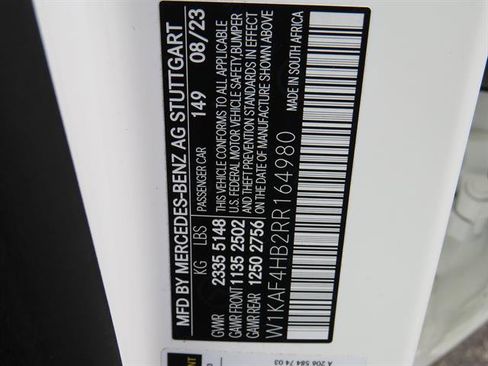 MFD BY MERCEDES-BENZ AG STUTTGART
KG LBS PASSENGER CAR 149 08/23
GVWR 2335 5148 THIS VEHICLE CONFORMS TO ALL APPLICABLE
GAWR FRONT 1135 2502 U.S. FEDERAL MOTOR VEHICLE SAFETY, BUMPER
GAWR REAR 1250 2756 AND THEFT PREVENTION STANDARDS IN EFFECT
ON THE DATE OF MANUFACTURE SHOWN ABOVE
W1KAF4HB2RR164980 MADE IN SOUTH AFRICA
A 206 584 74 03